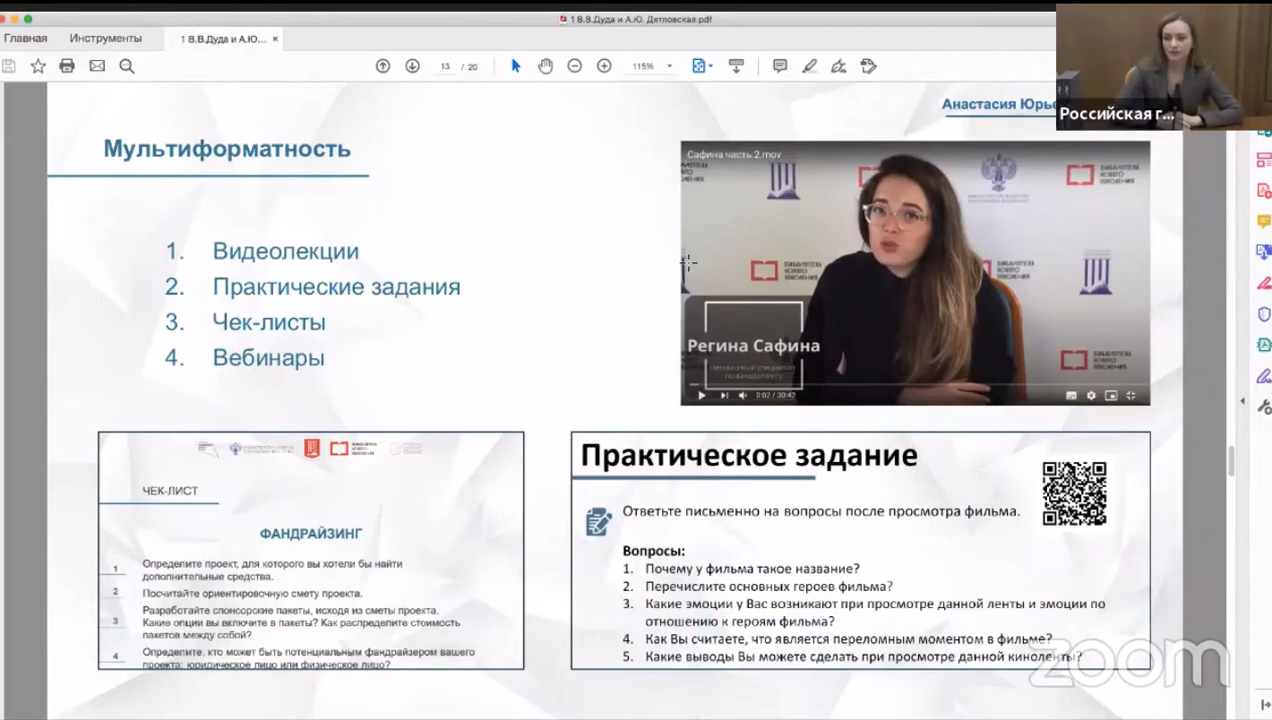 1 В.В.Дуда и А.Ю. Дятловская.pdf
Главная
Инструменты
1 В.В.Дуда и А.Ю... ×
13 / 20
115%
Анастасия Юрь
Российская г...
Мультиформатность
1. Видеолекции
2. Практические задания
3. Чек-листы
4. Вебинары
Сафина часть 2.mov
БИБЛИОТЕКА
НОВОГО
ПОКОЛЕНИЯ
Регина Сафина
0:02 / 30:42
ЧЕК-ЛИСТ
ФАНДРАЙЗИНГ
1 Определите проект, для которого вы хотели бы найти
дополнительные средства.
2 Посчитайте ориентировочную смету проекта.
3 Разработайте спонсорские пакеты, исходя из сметы проекта.
Какие опции вы включите в пакеты? Как распределите стоимость
пакетов между собой?
4 Определите, кто может быть потенциальным фандрайзером вашего
проекта: юридическое лицо или физическое лицо?
Практическое задание
Ответьте письменно на вопросы после просмотра фильма.
Вопросы:
1. Почему у фильма такое название?
2. Перечислите основных героев фильма?
3. Какие эмоции у Вас возникают при просмотре данной ленты и эмоции по
отношению к героям фильма?
4. Как Вы считаете, что является переломным моментом в фильме?
5. Какие выводы Вы можете сделать при просмотре данной киноленты?
zoom